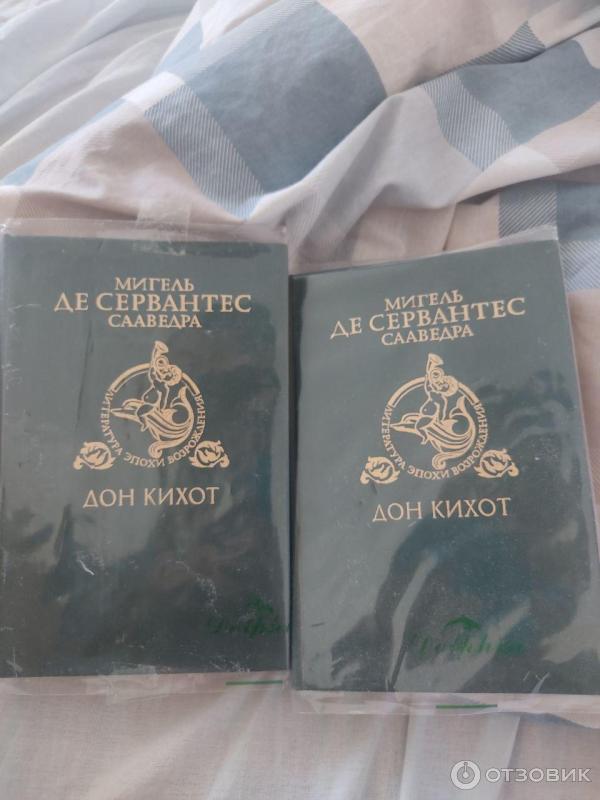 МИГЕЛЬ
ДЕ СЕРВАНТЕС
СААВЕДРА
ЛИТЕРАТУРА ЭПОХИ ВОЗРОЖДЕНИЯ
ДОН КИХОТ
МИГЕЛЬ
ДЕ СЕРВАНТЕС
СААВЕДРА
ЛИТЕРАТУРА ЭПОХИ ВОЗРОЖДЕНИЯ
ДОН КИХОТ
ОТЗОВИК